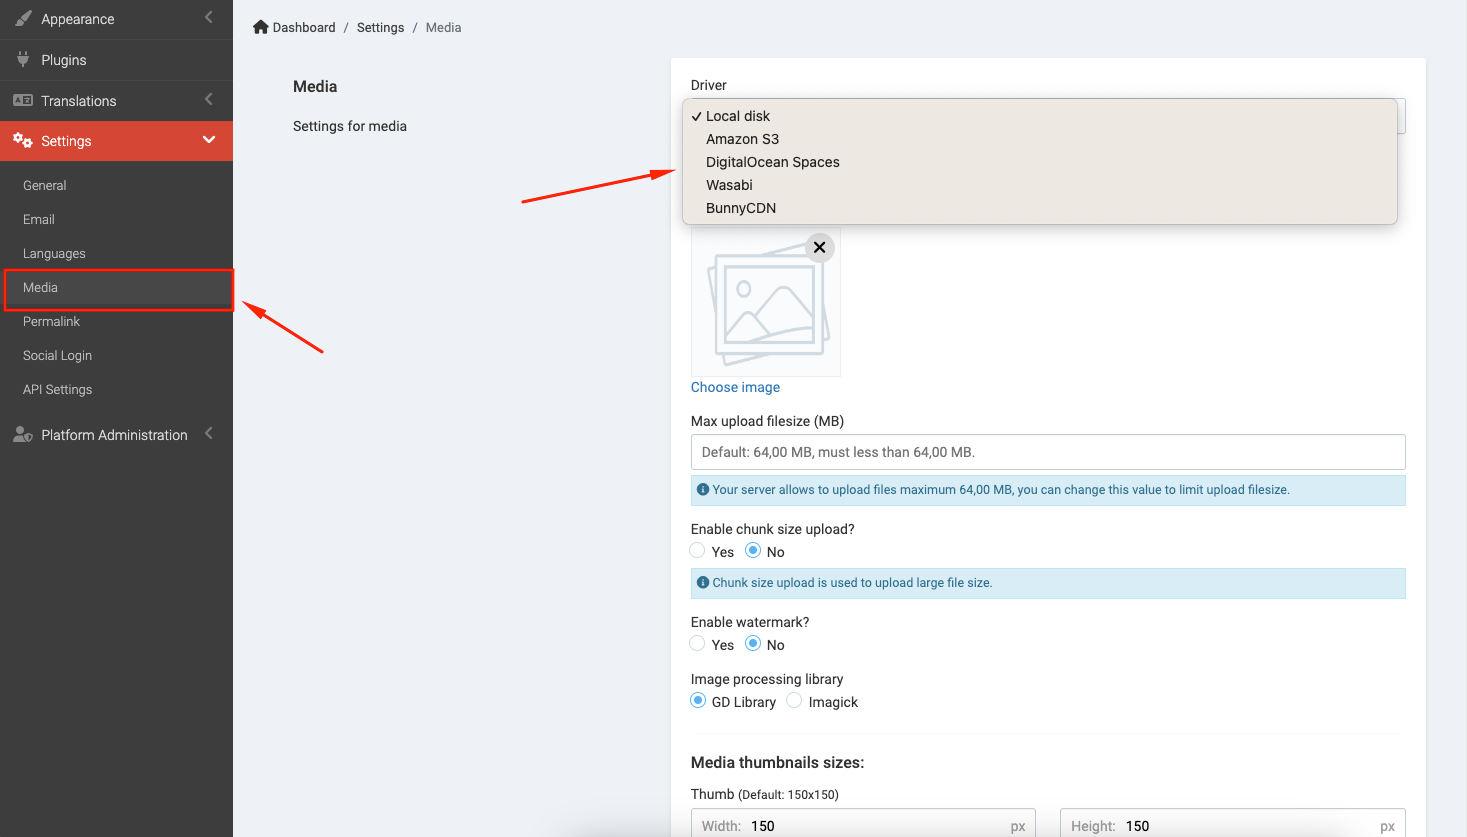 Appearance
Plugins
Translations
Settings
General
Email
Languages
Media
Permalink
Social Login
API Settings
Platform Administration
Dashboard / Settings / Media
Media
Settings for media
Driver
✓ Local disk
Amazon S3
DigitalOcean Spaces
Wasabi
BunnyCDN
Choose image
Max upload filesize (MB)
Default: 64,00 MB, must less than 64,00 MB.
Your server allows to upload files maximum 64,00 MB, you can change this value to limit upload filesize.
Enable chunk size upload?
Yes No
Chunk size upload is used to upload large file size.
Enable watermark?
Yes No
Image processing library
GD Library Imagick
Media thumbnails sizes:
Thumb (Default: 150x150)
Width: 150 px Height: 150 px